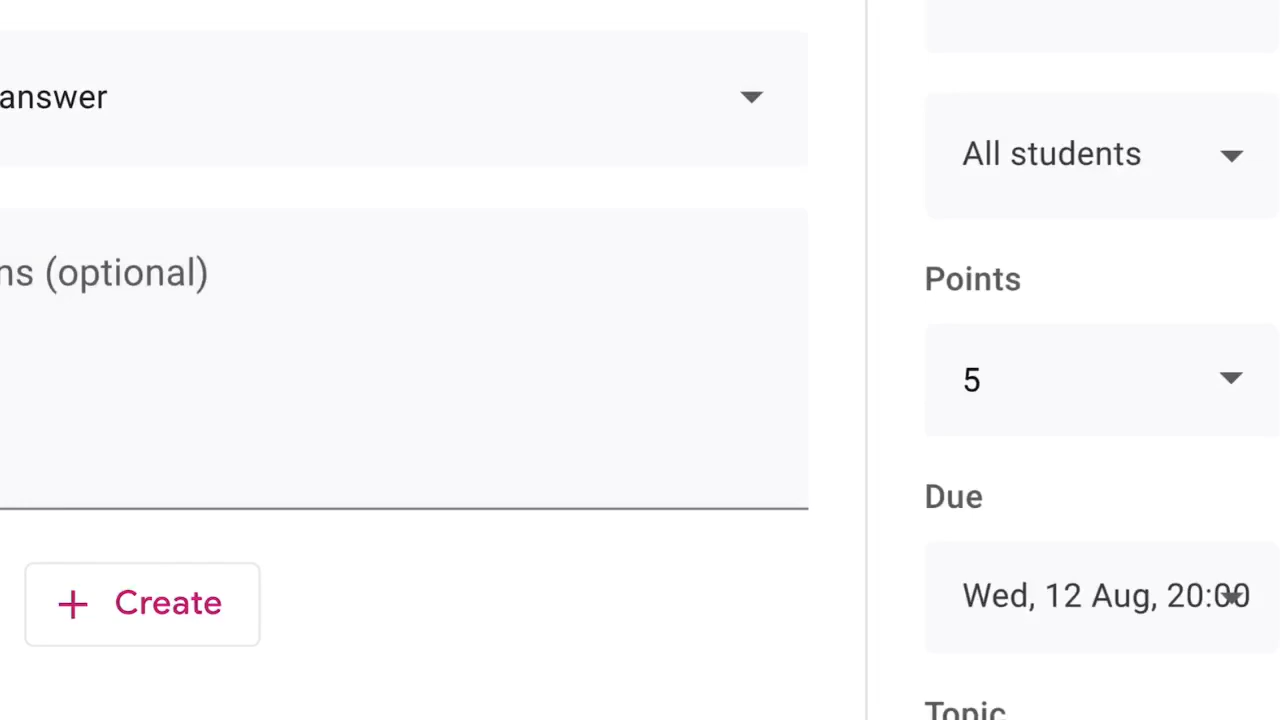 answer
ns (optional)
Create
All students
Points
5
Due
Wed, 12 Aug, 20:00
Topic